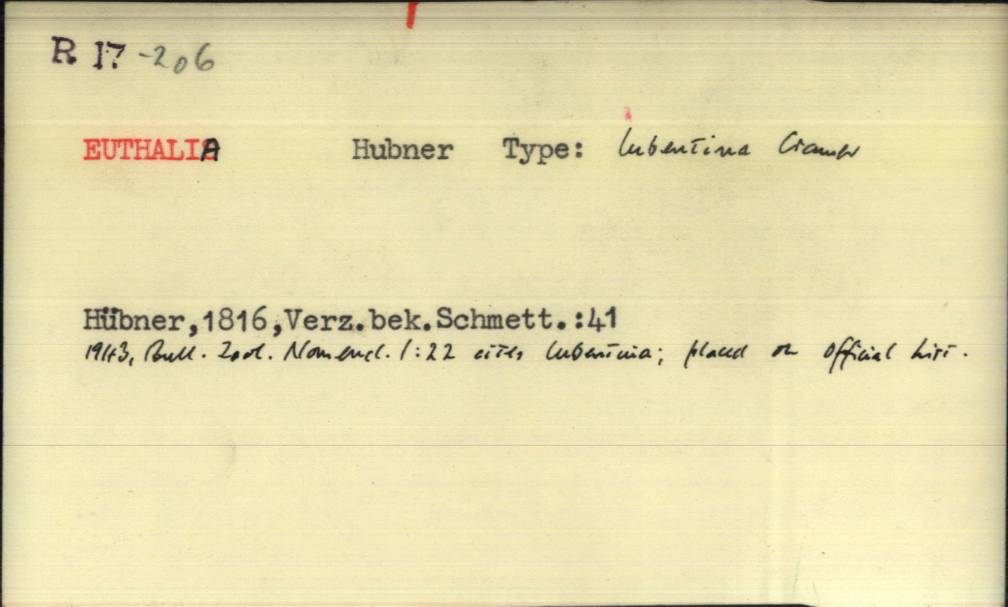 R 17 -206
EUTHALIA Hubner Type: lubentina Cramer
Hübner,1816,Verz.bek.Schmett.:41
1943, Bull. Zool. Nomencl. 1:22 cites lubentina; placed on Official List.